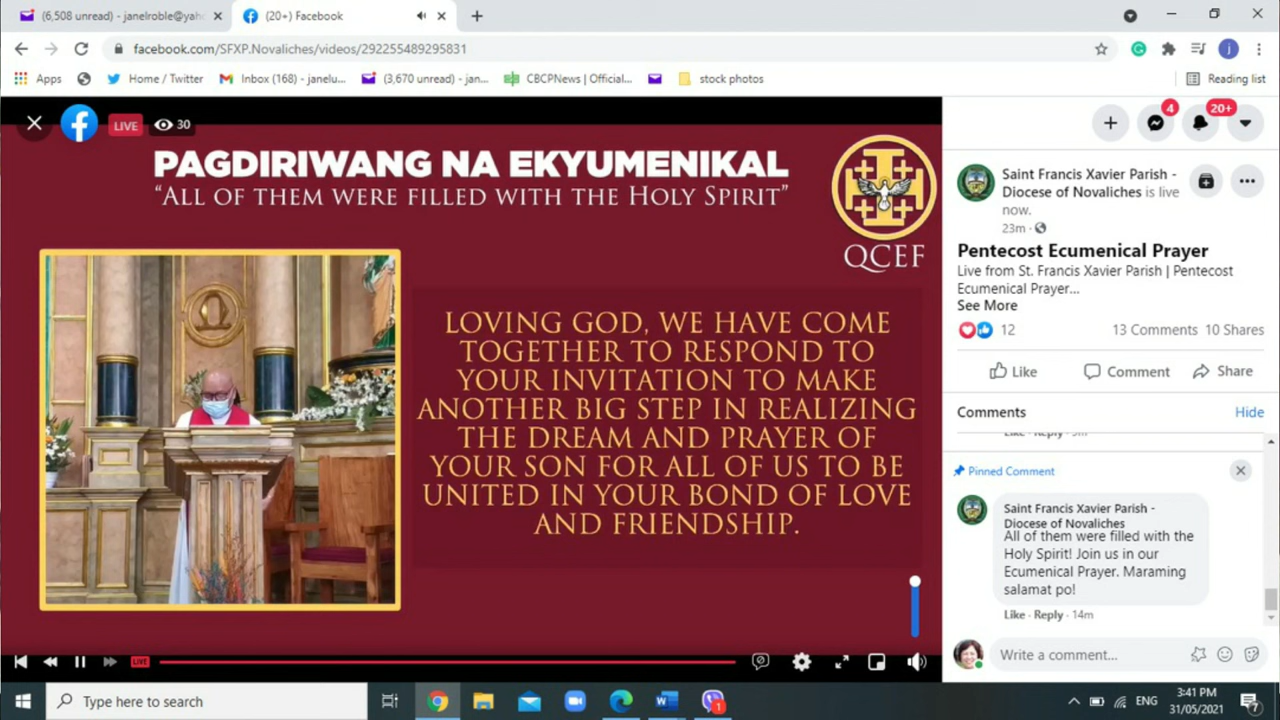 (6,508 unread) - janelroble@yah
(20+) Facebook
facebook.com/SFXP.Novaliches/videos/292255489295831
Apps
Home / Twitter
Inbox (168) - janelu...
(3,670 unread) - jan...
CBCPNews | Official...
stock photos
Reading list
LIVE
30
PAGDIRIWANG NA EKYUMENIKAL
“ALL OF THEM WERE FILLED WITH THE HOLY SPIRIT”
QCEF
LOVING GOD, WE HAVE COME
TOGETHER TO RESPOND TO
YOUR INVITATION TO MAKE
ANOTHER BIG STEP IN REALIZING
THE DREAM AND PRAYER OF
YOUR SON FOR ALL OF US TO BE
UNITED IN YOUR BOND OF LOVE
AND FRIENDSHIP.
LIVE
4
20+
Saint Francis Xavier Parish -
Diocese of Novaliches is live
now.
23m ·
Pentecost Ecumenical Prayer
Live from St. Francis Xavier Parish | Pentecost
Ecumenical Prayer...
See More
12
13 Comments 10 Shares
Like
Comment
Share
Comments
Hide
Like · Reply · 9m
Pinned Comment
Saint Francis Xavier Parish -
Diocese of Novaliches
All of them were filled with the
Holy Spirit! Join us in our
Ecumenical Prayer. Maraming
salamat po!
Like · Reply · 14m
Write a comment...
Type here to search
1
ENG
3:41 PM
31/05/2021
7